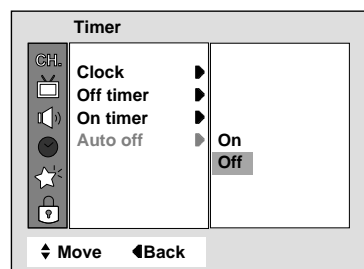 Timer
CH.
Clock
Off timer
On timer
Auto off
On
Off
Move Back